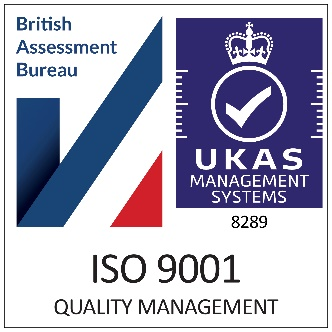 British
Assessment
Bureau
UKAS
MANAGEMENT
SYSTEMS
8289
ISO 9001
QUALITY MANAGEMENT